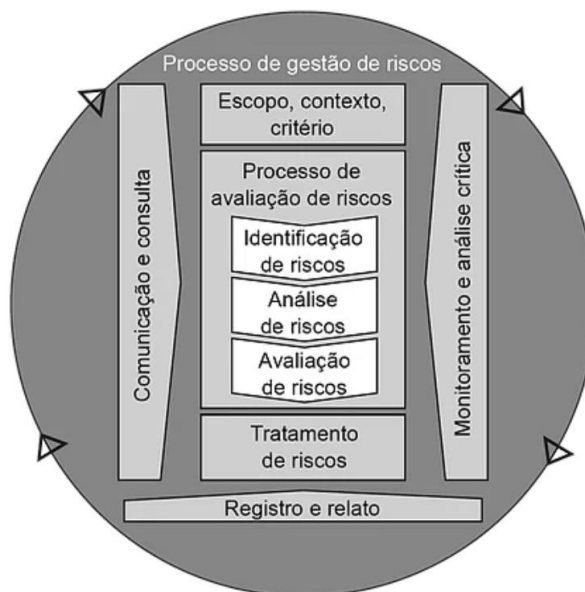 Processo de gestão de riscos
Escopo, contexto,
critério
Processo de
avaliação de riscos
Identificação
de riscos
Análise
de riscos
Avaliação
de riscos
Tratamento
de riscos
Comunicação e consulta
Monitoramento e análise crítica
Registro e relato